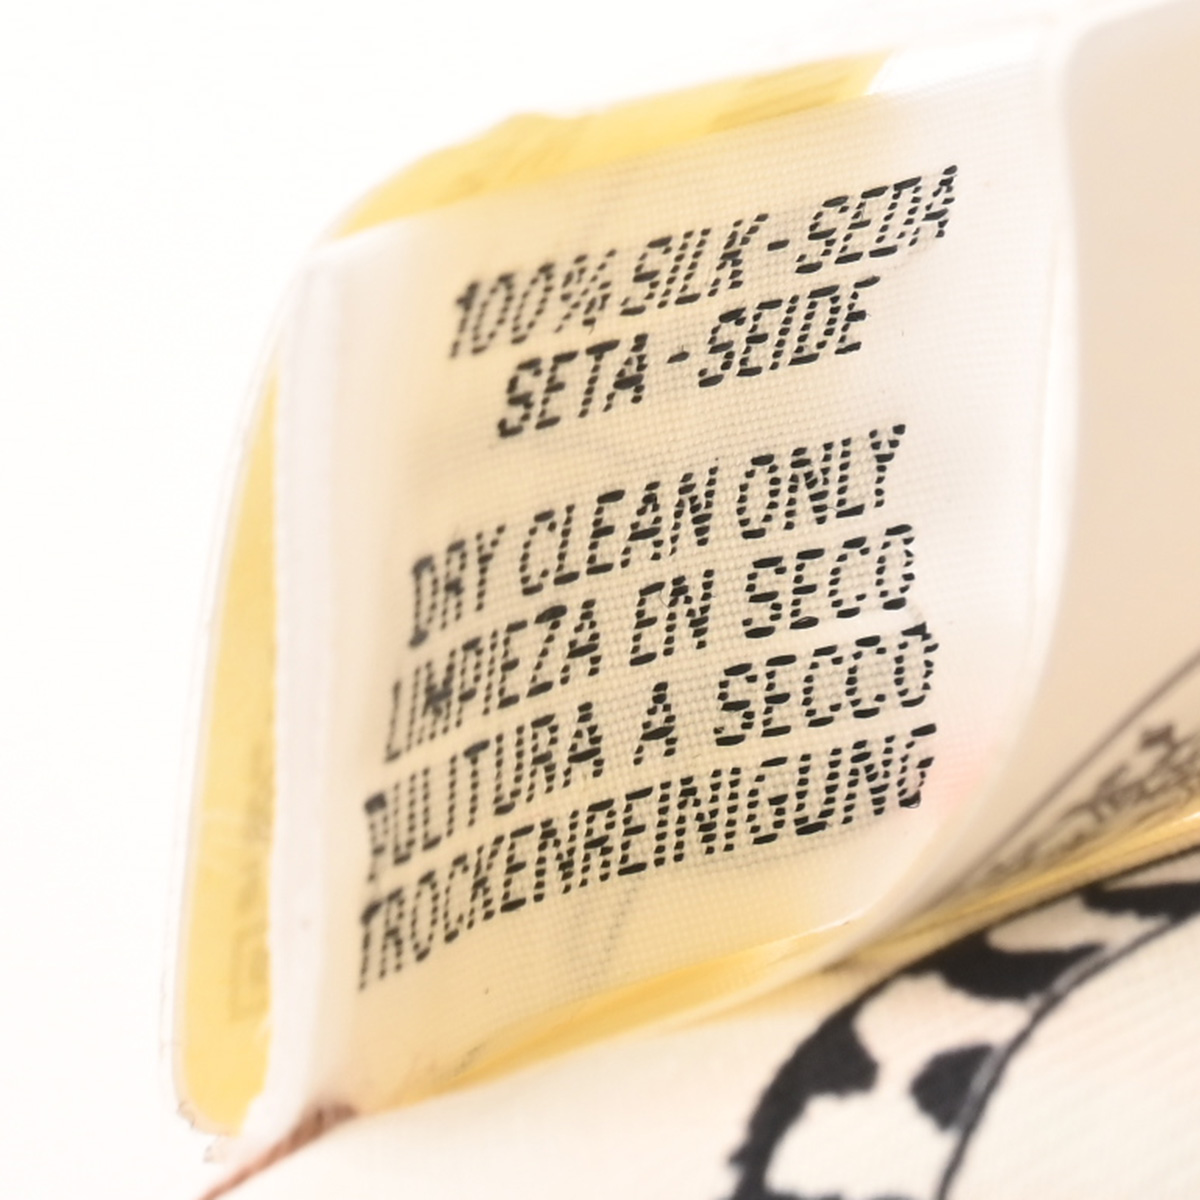 100% SILK - SEDA
SETA - SEIDE
DRY CLEAN ONLY
LIMPIEZA EN SECO
PULITURA A SECCO
TROCKENREINIGUNG